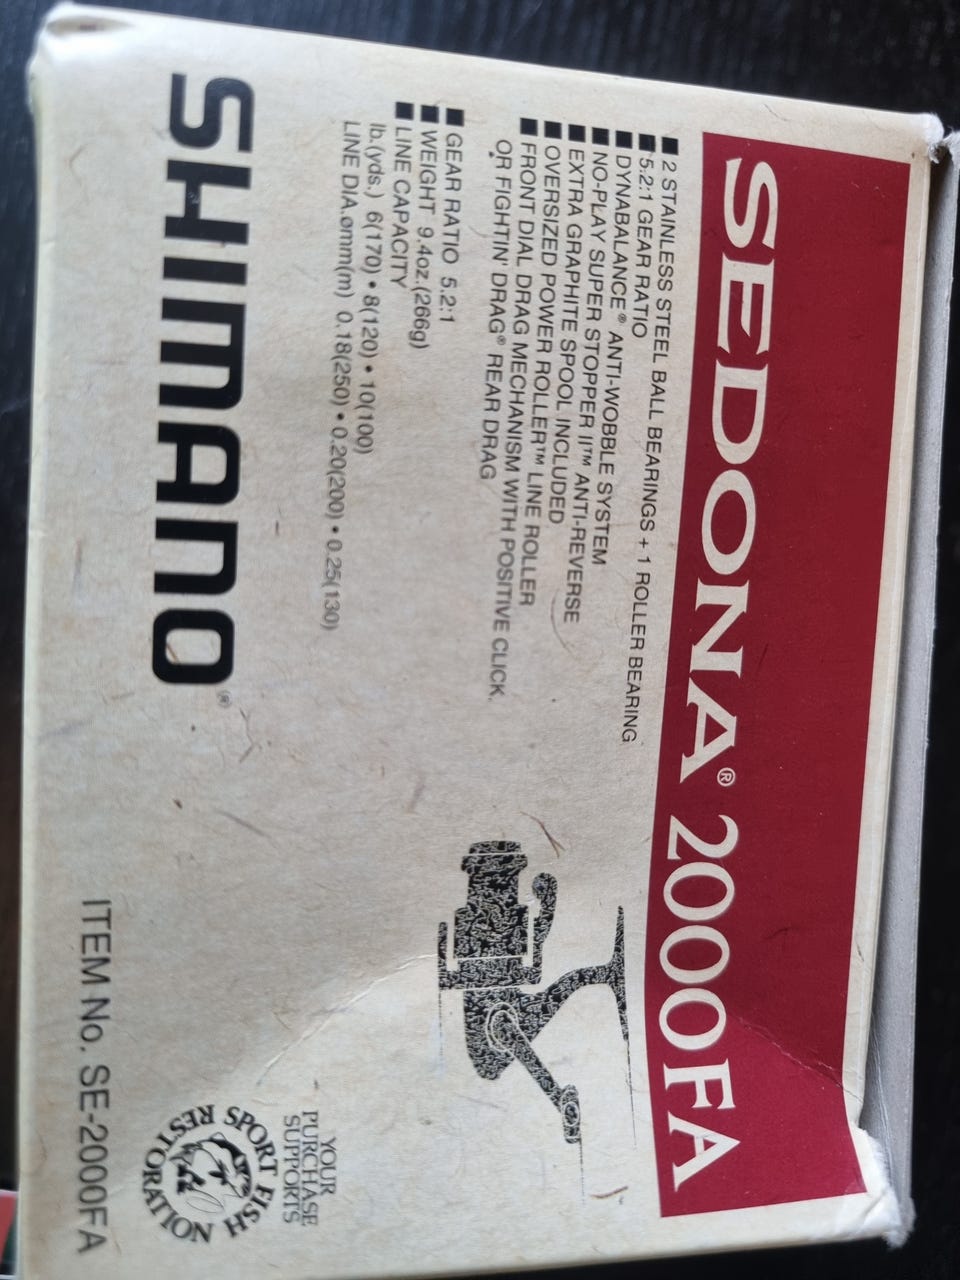 SEDONA® 2000FA
■ 2 STAINLESS STEEL BALL BEARINGS + 1 ROLLER BEARING
■ 5.2:1 GEAR RATIO
■ DYNABALANCE® ANTI-WOBBLE SYSTEM
■ NO-PLAY SUPER STOPPER II™ ANTI-REVERSE
■ EXTRA GRAPHITE SPOOL INCLUDED
■ OVERSIZED POWER ROLLER™ LINE ROLLER
■ FRONT DIAL DRAG MECHANISM WITH POSITIVE CLICK.
OR FIGHTIN' DRAG® REAR DRAG
■ GEAR RATIO 5.2:1
■ WEIGHT 9.4oz.(266g)
■ LINE CAPACITY
lb.(yds.) 6(170) • 8(120) • 10(100)
LINE DIA.ømm(m) 0.18(250) • 0.20(200) • 0.25(130)
SHIMANO®
YOUR
PURCHASE
SUPPORTS
SPORT FISH
RESTORATION
ITEM No. SE-2000FA